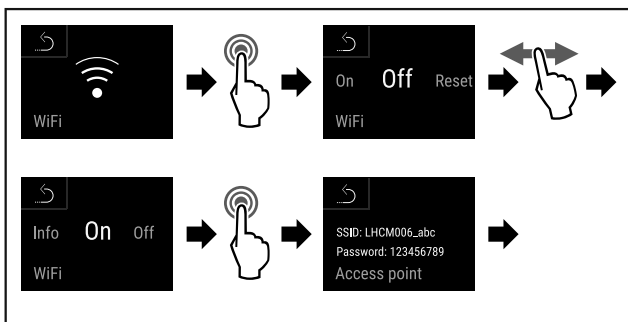 WiFi
On Off Reset
WiFi
Info On Off
WiFi
SSID: LHCM006_abc
Password: 123456789
Access point